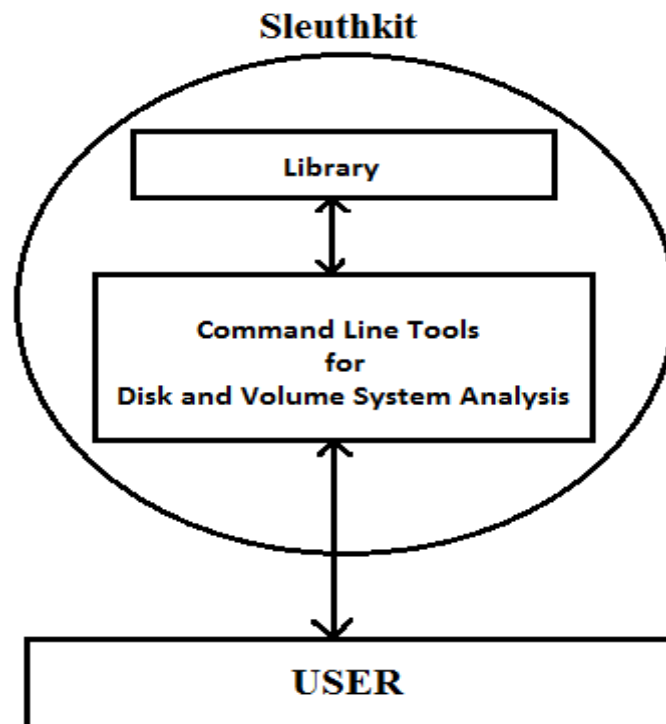 Sleuthkit
Library
Command Line Tools
for
Disk and Volume System Analysis
USER